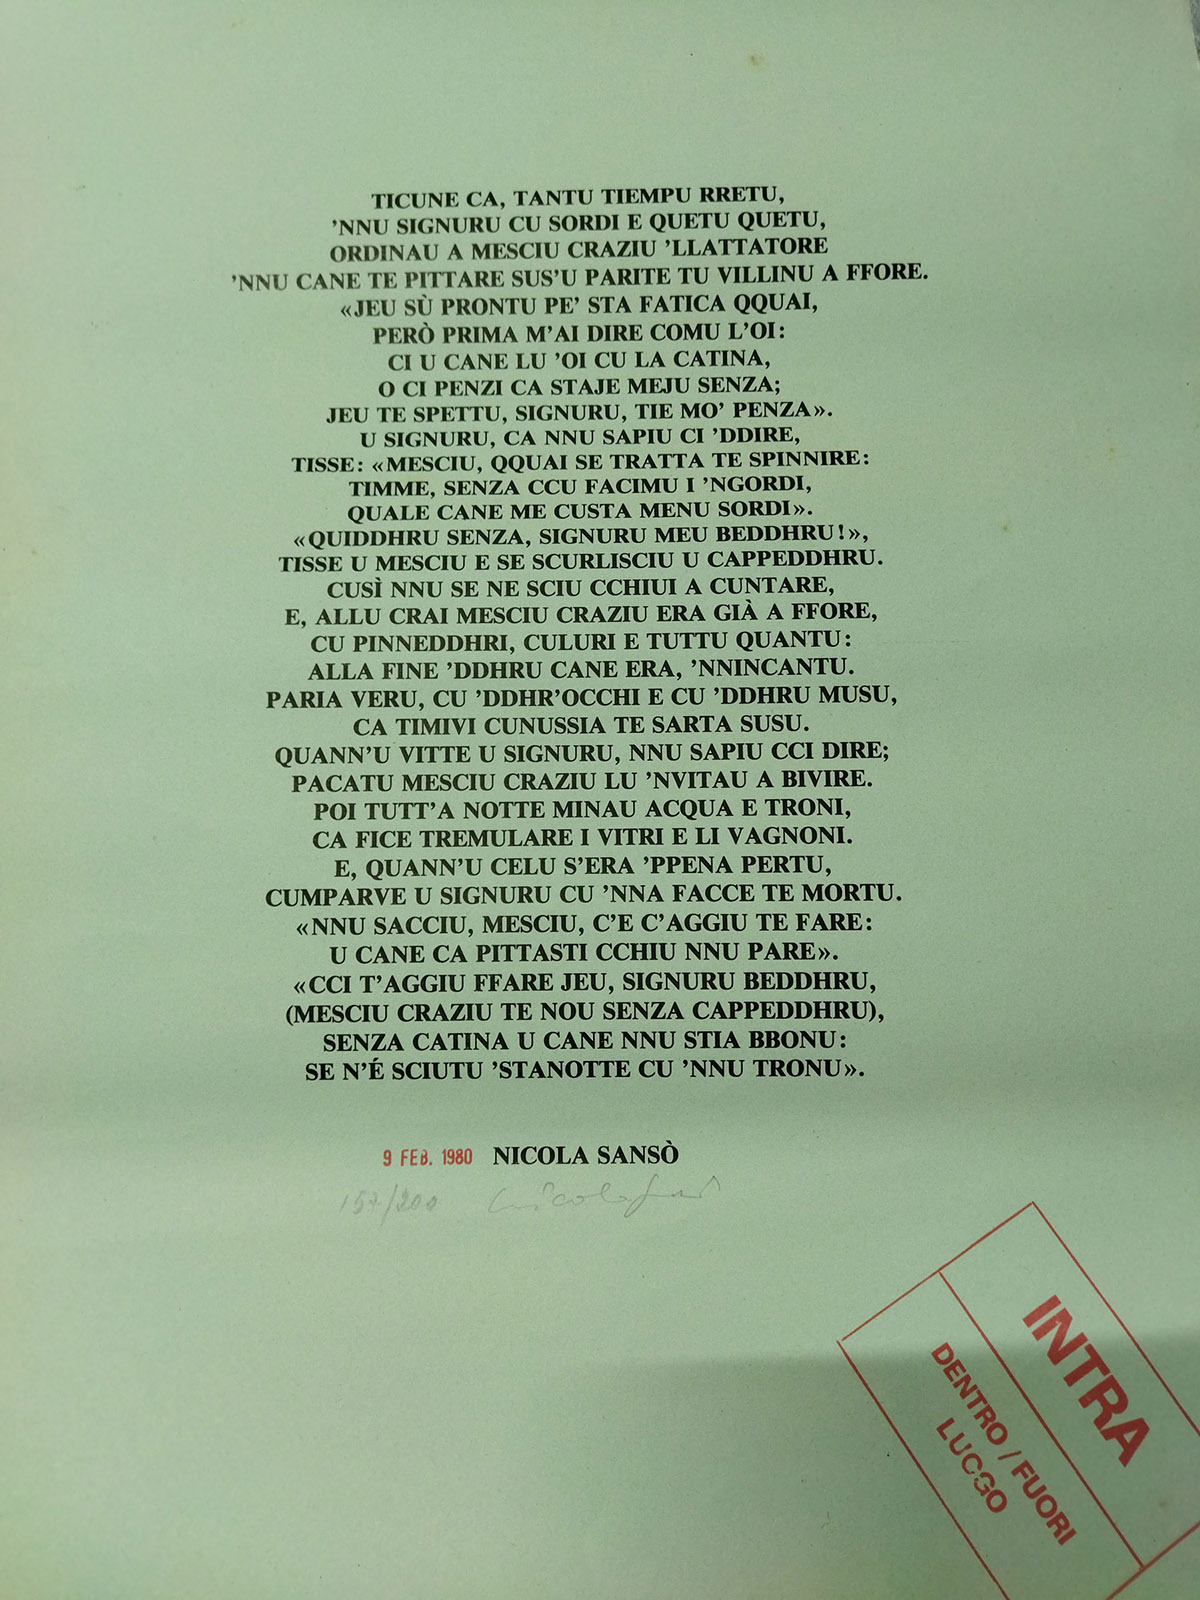 TICUNE CA, TANTU TIEMPU RRETU,
'NNU SIGNURU CU SORDI E QUETU QUETU,
ORDINAU A MESCIU CRAZIU 'LLATTATORE
'NNU CANE TE PITTARE SUS'U PARITE TU VILLINU A FFORE.
«JEU SÙ PRONTU PE' STA FATICA QQUAI,
PERÒ PRIMA M'AI DIRE COMU L'OI:
CI U CANE LU 'OI CU LA CATINA,
O CI PENZI CA STAJE MEJU SENZA;
JEU TE SPETTU, SIGNURU, TIE MO' PENZA».
U SIGNURU, CA NNU SAPIU CI 'DDIRE,
TISSE: «MESCIU, QQUAI SE TRATTA TE SPINNIRE:
TIMME, SENZA CCU FACIMU I 'NGORDI,
QUALE CANE ME CUSTA MENU SORDI».
«QUIDDHRU SENZA, SIGNURU MEU BEDDHRU!»,
TISSE U MESCIU E SE SCURLISCIU U CAPPEDDHRU.
CUSÌ NNU SE NE SCIU CCHIUI A CUNTARE,
E, ALLU CRAI MESCIU CRAZIU ERA GIÀ A FFORE,
CU PINNEDDHRI, CULURI E TUTTU QUANTU:
ALLA FINE 'DDHRU CANE ERA, 'NNINCANTU.
PARIA VERU, CU 'DDHR'OCCHI E CU 'DDHRU MUSU,
CA TIMIVI CUNUSSIA TE SARTA SUSU.
QUANN'U VITTE U SIGNURU, NNU SAPIU CCI DIRE;
PACATU MESCIU CRAZIU LU 'NVITAU A BIVIRE.
POI TUTT'A NOTTE MINAU ACQUA E TRONI,
CA FICE TREMULARE I VITRI E LI VAGNONI.
E, QUANN'U CELU S'ERA 'PPENA PERTU,
CUMPARVE U SIGNURU CU 'NNA FACCE TE MORTU.
«NNU SACCIU, MESCIU, C'E C'AGGIU TE FARE:
U CANE CA PITTASTI CCHIU NNU PARE».
«CCI T'AGGIU FFARE JEU, SIGNURU BEDDHRU,
(MESCIU CRAZIU TE NOU SENZA CAPPEDDHRU),
SENZA CATINA U CANE NNU STIA BBONU:
SE N'É SCIUTU 'STANOTTE CU 'NNU TRONU».
9 FEB. 1980 NICOLA SANSÒ
157/200
INTRA
DENTRO / FUORI
LUOGO